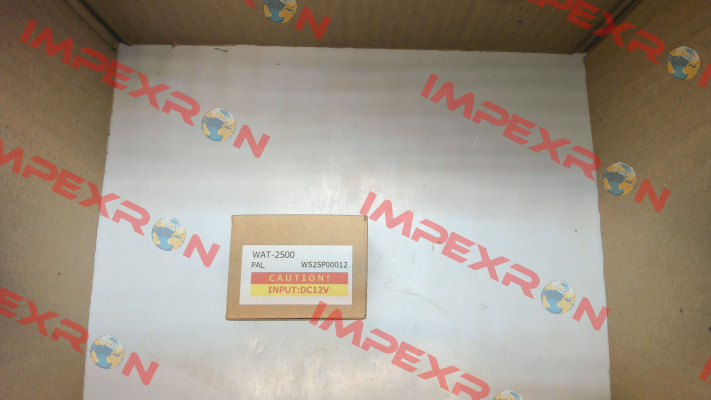 IMPEXRON
IMPEXRON
IMPEXRON
IMPEXRON
IMPEXRON
WAT-2500
PAL W525P00012
CAUTION!
INPUT:DC12V
IMPEXRON
IMPEXRON